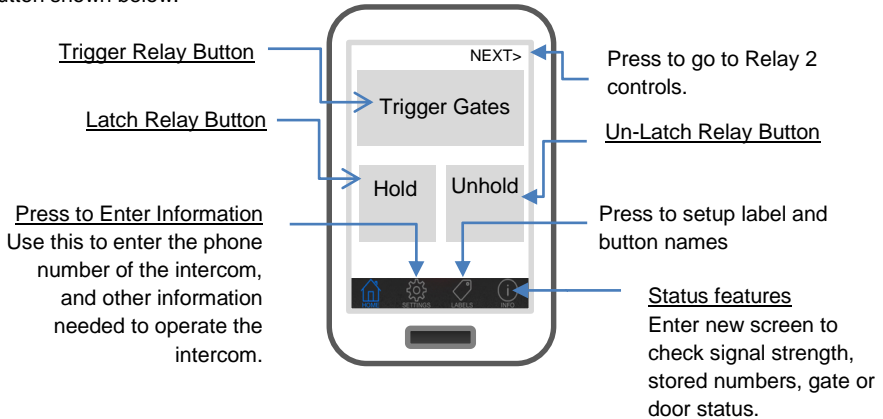 button shown below.
Trigger Relay Button
NEXT>
Press to go to Relay 2
controls.
Trigger Gates
Latch Relay Button
Un-Latch Relay Button
Hold
Unhold
Press to Enter Information
Use this to enter the phone
number of the intercom,
and other information
needed to operate the
intercom.
Press to setup label and
button names
HOME
SETTINGS
LABELS
INFO
Status features
Enter new screen to
check signal strength,
stored numbers, gate or
door status.